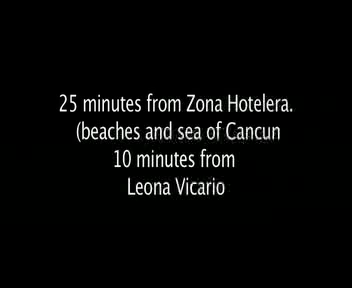 25 minutes from Zona Hotelera.
(beaches and sea of Cancun
10 minutes from
Leona Vicario